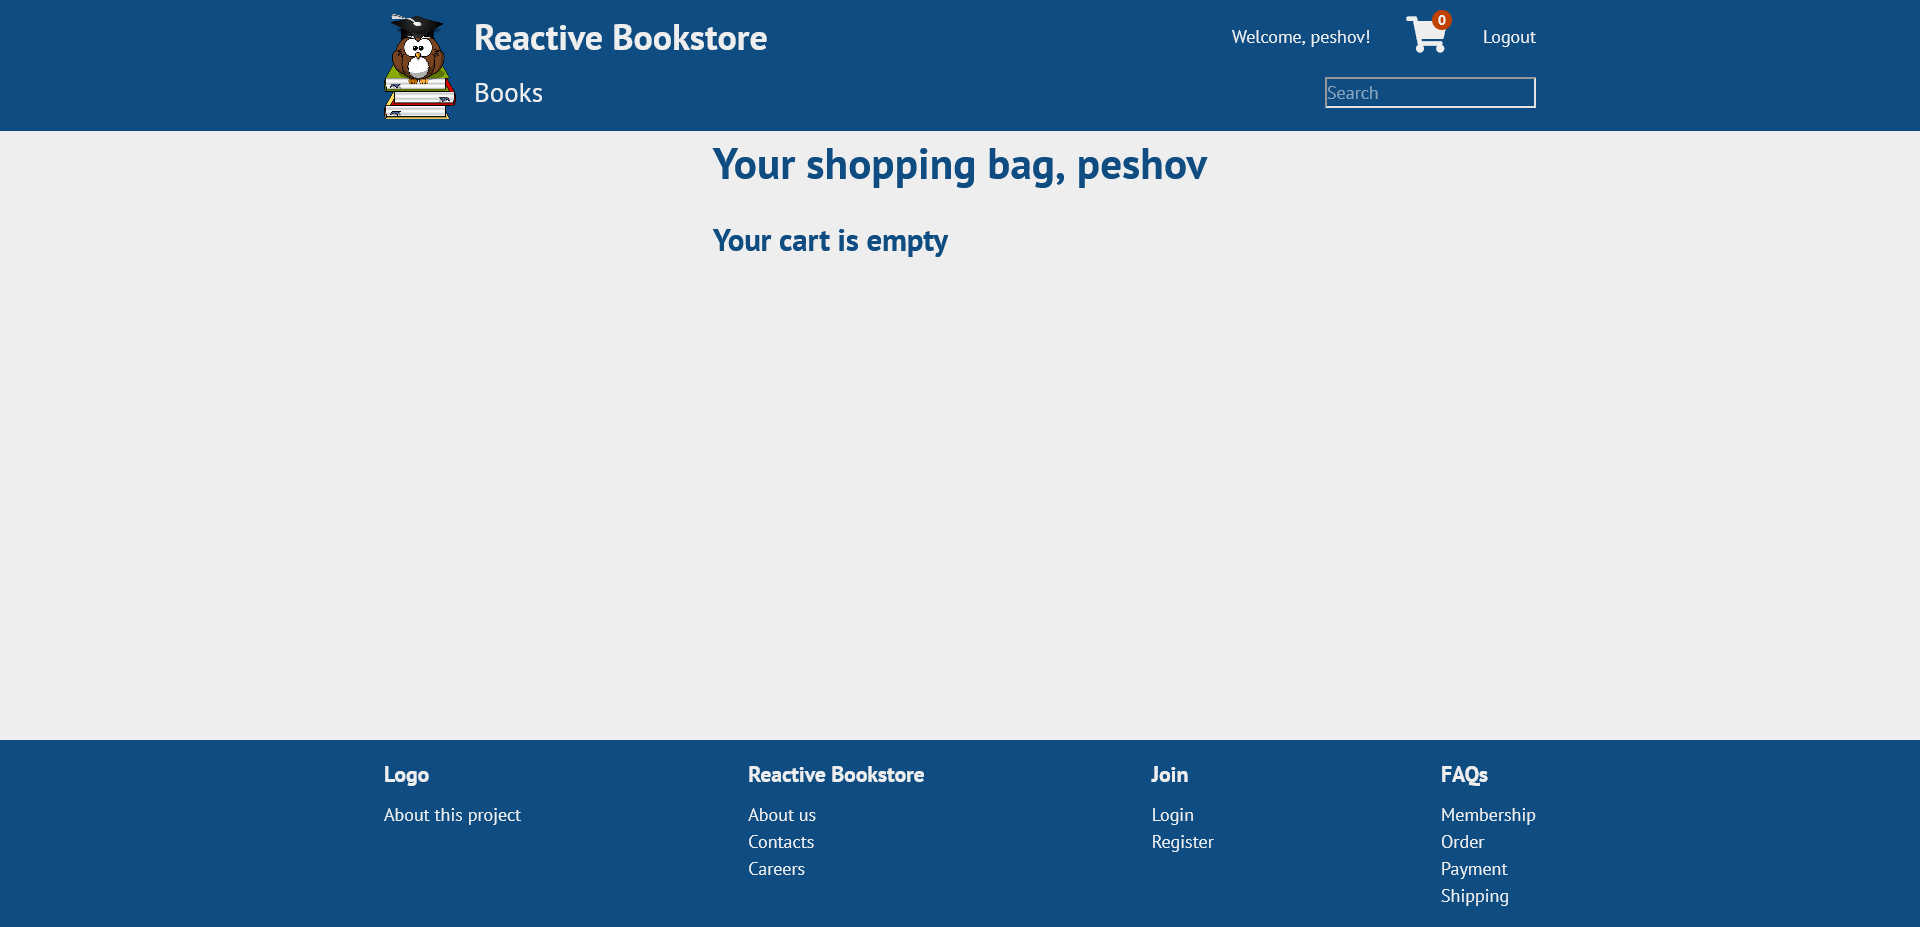 Reactive Bookstore
Welcome, peshov!
0
Logout
Books
Search
Your shopping bag, peshov
Your cart is empty
Logo
About this project
Reactive Bookstore
About us
Contacts
Careers
Join
Login
Register
FAQs
Membership
Order
Payment
Shipping